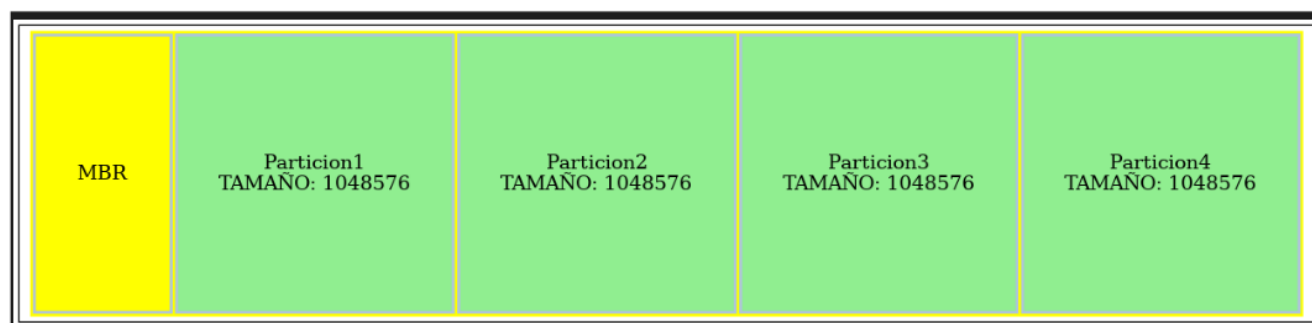 MBR
Particion1
TAMAÑO: 1048576
Particion2
TAMAÑO: 1048576
Particion3
TAMAÑO: 1048576
Particion4
TAMAÑO: 1048576